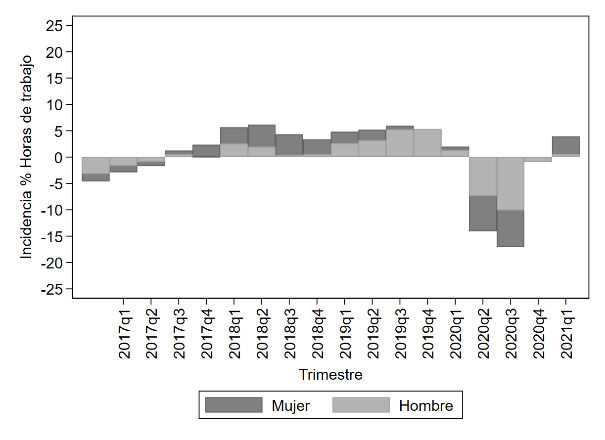 Incidencia % Horas de trabajo
25
20
15
10
5
0
-5
-10
-15
-20
-25
2017q1
2017q2
2017q3
2017q4
2018q1
2018q2
2018q3
2018q4
2019q1
2019q2
2019q3
2019q4
2020q1
2020q2
2020q3
2020q4
2021q1
Trimestre
Mujer Hombre